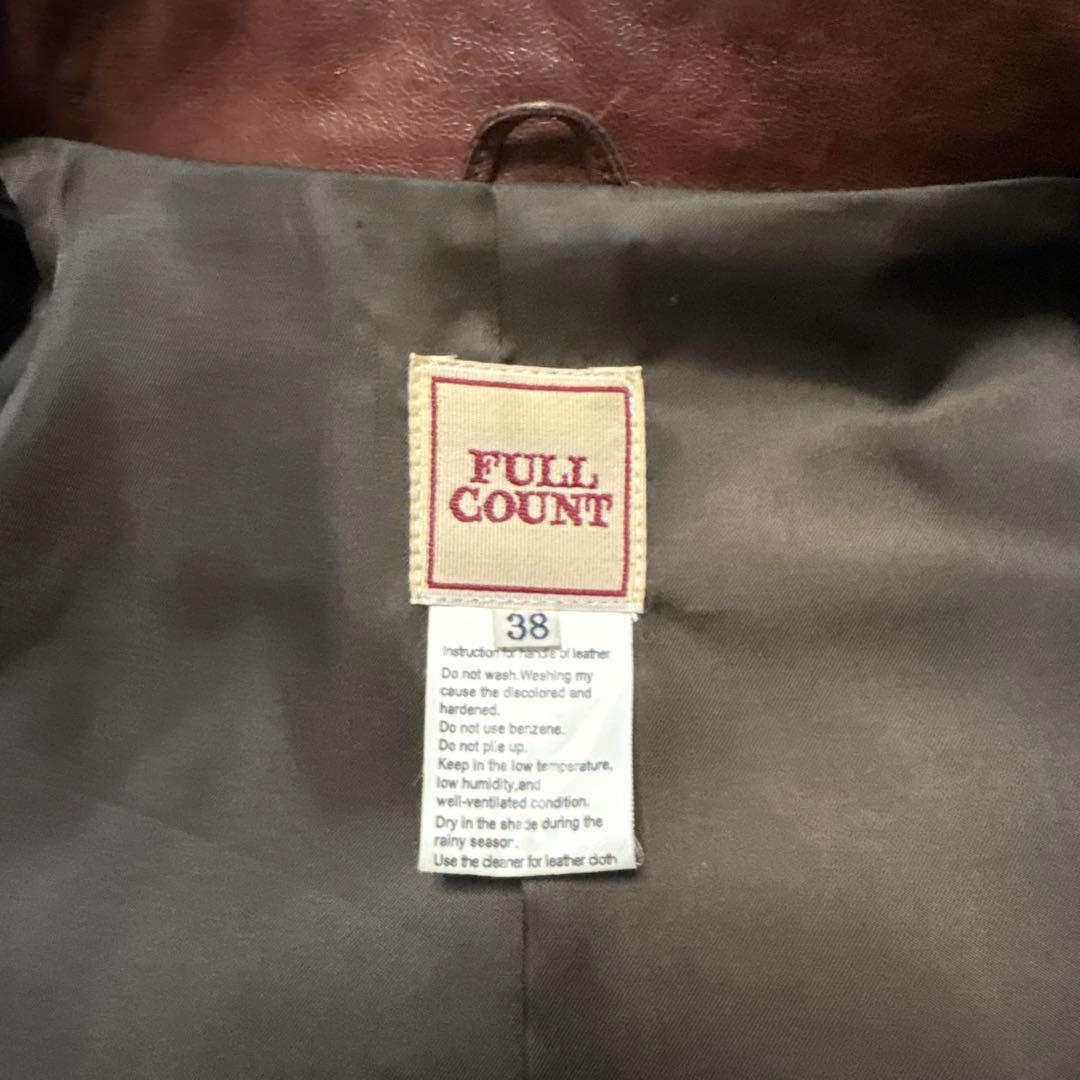 FULL
COUNT
38
Instruction for handle of leather
Do not wash.Washing my
cause the discolored and
hardened.
Do not use benzene.
Do not plie up.
Keep in the low temperature,
low humidity,and
well-ventilated condition.
Dry in the shade during the
rainy season.
Use the cleaner for leather cloth